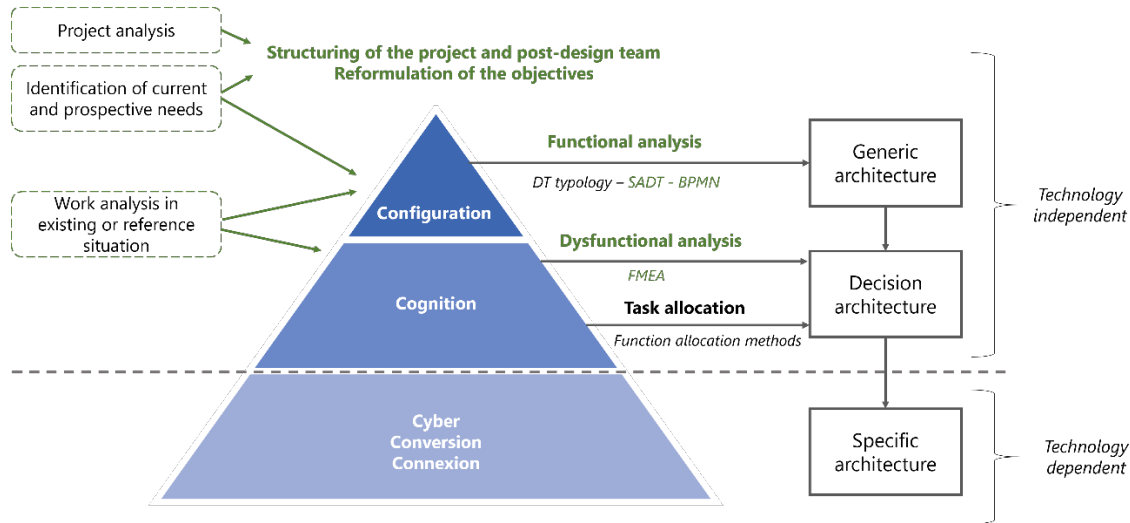 Project analysis
Structuring of the project and post-design team
Reformulation of the objectives
Identification of current
and prospective needs
Work analysis in
existing or reference
situation
Configuration
Cognition
Cyber
Conversion
Connexion
Functional analysis
DT typology – SADT - BPMN
Dysfunctional analysis
FMEA
Task allocation
Function allocation methods
Generic
architecture
Decision
architecture
Specific
architecture
Technology
independent
Technology
dependent